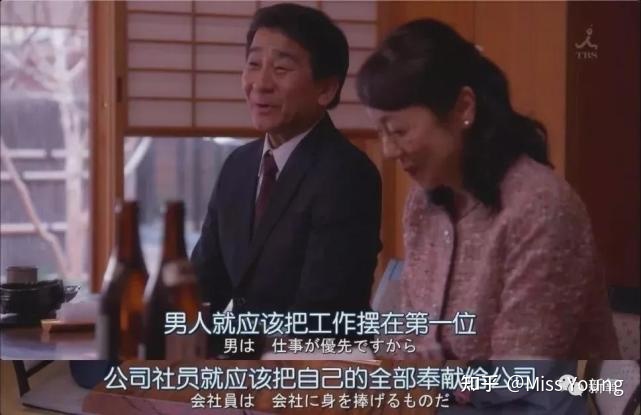 TBS
男人就应该把工作摆在第一位
男は 仕事が優先ですから
公司社员就应该把自己的全部奉献给公司
会社員は 会社に身を捧げるものだ
知乎 @Miss Young